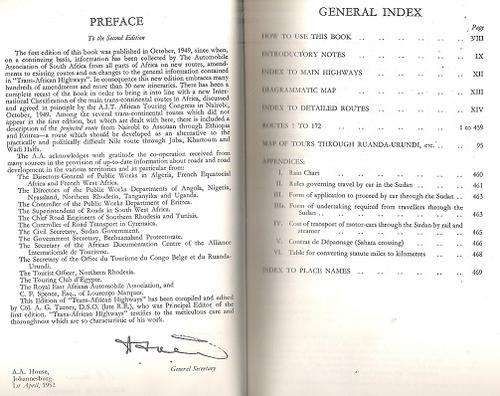 PREFACE
To the Second Edition
The first edition of this book was published in October, 1949, since when,
on a continuing basis, information has been collected by The Automobile
Association of South Africa from all parts of Africa on new routes, amend-
ments to existing routes and on changes to the general information contained
in "Trans-African Highways". In consequence this new edition embraces many
hundreds of amendments and more than 30 new itineraries. There has been a
complete recast of the book in order to bring it into line with a new Inter-
national Classification of the main trans-continental routes in Africa, discussed
and agreed in principle by the A.I.T. African Touring Congress in Nairobi,
October, 1949. Among the several trans-continental routes which did not
appear in the first edition, but which are dealt with here, there is included a
description of the projected route from Nairobi to Assouan through Ethiopia
and Eritrea—a route which should be developed as an alternative to the
practically and politically difficult Nile route through Juba, Khartoum and
Wadi Halfa.
The A.A. acknowledges with gratitude the co-operation received from
many sources in the provision of up-to-date information about roads and road
development in the various territories and at particular from:
The Directors General of Public Works in Algeria, French Equatorial
Africa and French West Africa.
The Directors of the Public Works Departments of Angola, Nigeria,
Nyasaland, Northern Rhodesia, Tanganyika and Uganda.
The Controller of the Public Works Department of Eritrea.
The Superintendent of Roads in South West Africa.
The Chief Road Engineers of Southern Rhodesia and Tunisia.
The Controller of Road Transport in Cyrenaica.
The Civil Secretary, Sudan Government.
The Government Secretary, Bechuanaland Protectorate.
The Secretary of the African Documentation Centre of the Alliance
Internationale de Tourisme.
The Secretary of the Office du Tourisme du Congo Belge et du Ruanda-
Urundi.
The Tourist Officer, Northern Rhodesia.
The Touring Club d'Egypte.
The Royal East African Automobile Association, and
C. F. Spence, Esq., of Lourenço Marques.
This Edition of "Trans-African Highways" has been compiled and edited
by Col. A. G. D.S.O. (late R.E.), who was Principal Editor of the
first edition. "Trans-African Highways" testifies to the meticulous care and
thoroughness which are so characteristic of his work.
General Secretary
A.A. House,
Johannesburg
1st April, 1952
GENERAL INDEX
Page
HOW TO USE THIS BOOK .. VIII
INTRODUCTORY NOTES .. IX
INDEX TO MAIN HIGHWAYS .. XII
DIAGRAMMATIC MAP .. XIII
INDEX TO DETAILED ROUTES .. XIV
ROUTES 1 TO 172 .. 1 to 459
MAP OF TOURS THROUGH RUANDA-URUNDI, etc. .. 95
APPENDICES:
I. Rain Chart .. 460
II. Rules governing travel by car in the Sudan .. 461
III. Form of application to proceed by car through the Sudan .. 463
IIIa. Form of undertaking required from travellers through the
Sudan .. 463
IV. Cost of transport of motor-cars through the Sudan by rail and
steamer .. 465
V. Contrat de Dépannage (Sahara crossing) .. 466
VI. Table for converting statute miles to kilometres .. 468
INDEX TO PLACE NAMES .. 469